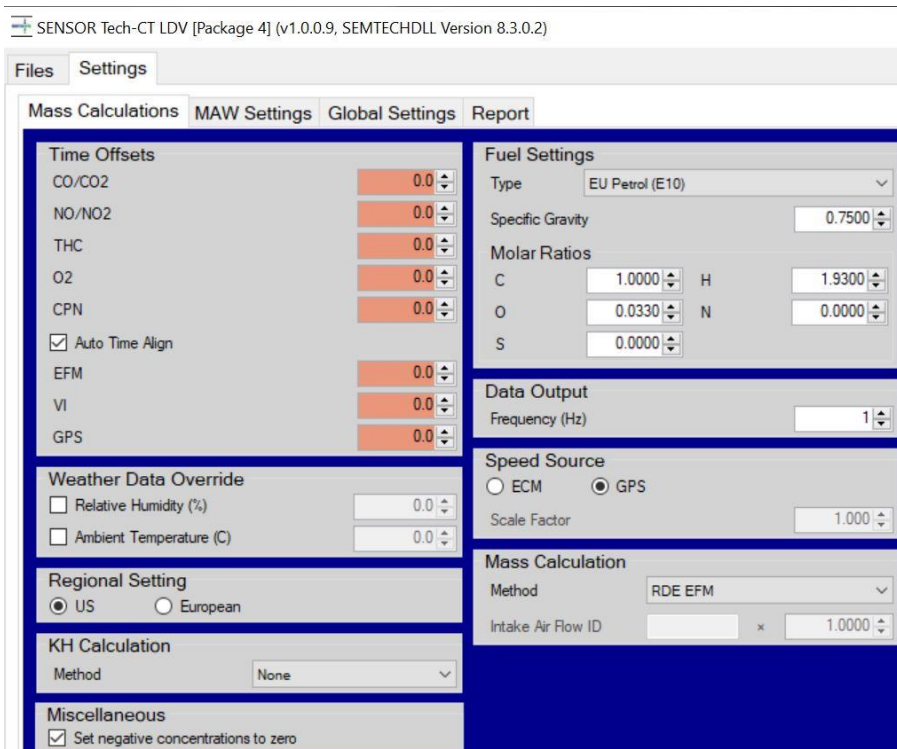 SENSOR Tech-CT LDV [Package 4] (v1.0.0.9, SEMTECHDLL Version 8.3.0.2)
Files Settings
Mass Calculations MAW Settings Global Settings Report
Time Offsets
CO/CO2 0.0
NO/NO2 0.0
THC 0.0
O2 0.0
CPN 0.0
Auto Time Align
EFM 0.0
VI 0.0
GPS 0.0
Weather Data Override
Relative Humidity (%) 0.0
Ambient Temperature (C) 0.0
Regional Setting
US European
KH Calculation
Method None
Miscellaneous
Set negative concentrations to zero
Fuel Settings
Type EU Petrol (E10)
Specific Gravity 0.7500
Molar Ratios
C 1.0000 H 1.9300
O 0.0330 N 0.0000
S 0.0000
Data Output
Frequency (Hz) 1
Speed Source
ECM GPS
Scale Factor 1.000
Mass Calculation
Method RDE EFM
Intake Air Flow ID × 1.0000